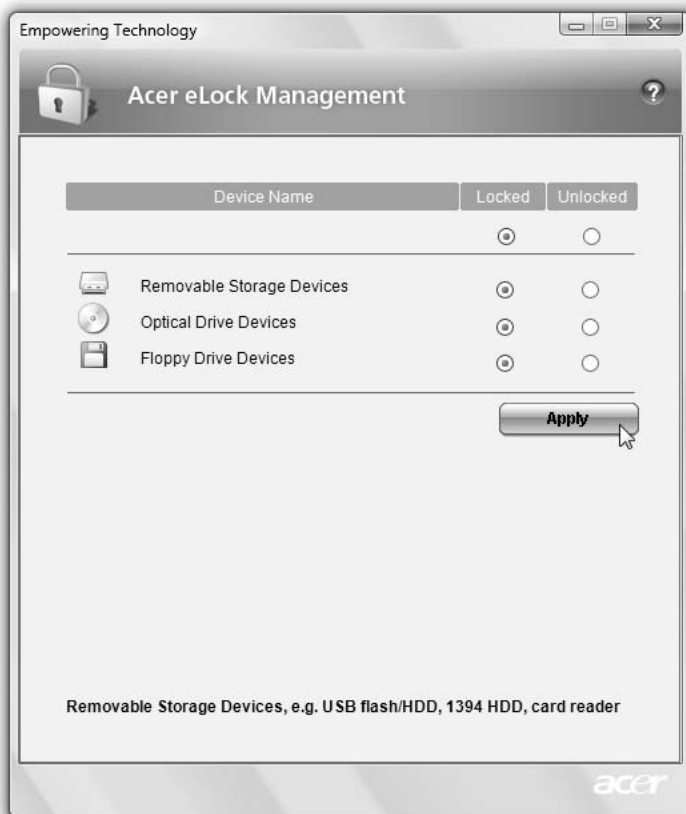 Empowering Technology
Acer eLock Management
?
Device Name Locked Unlocked
Removable Storage Devices
Optical Drive Devices
Floppy Drive Devices
Apply
Removable Storage Devices, e.g. USB flash/HDD, 1394 HDD, card reader
acer